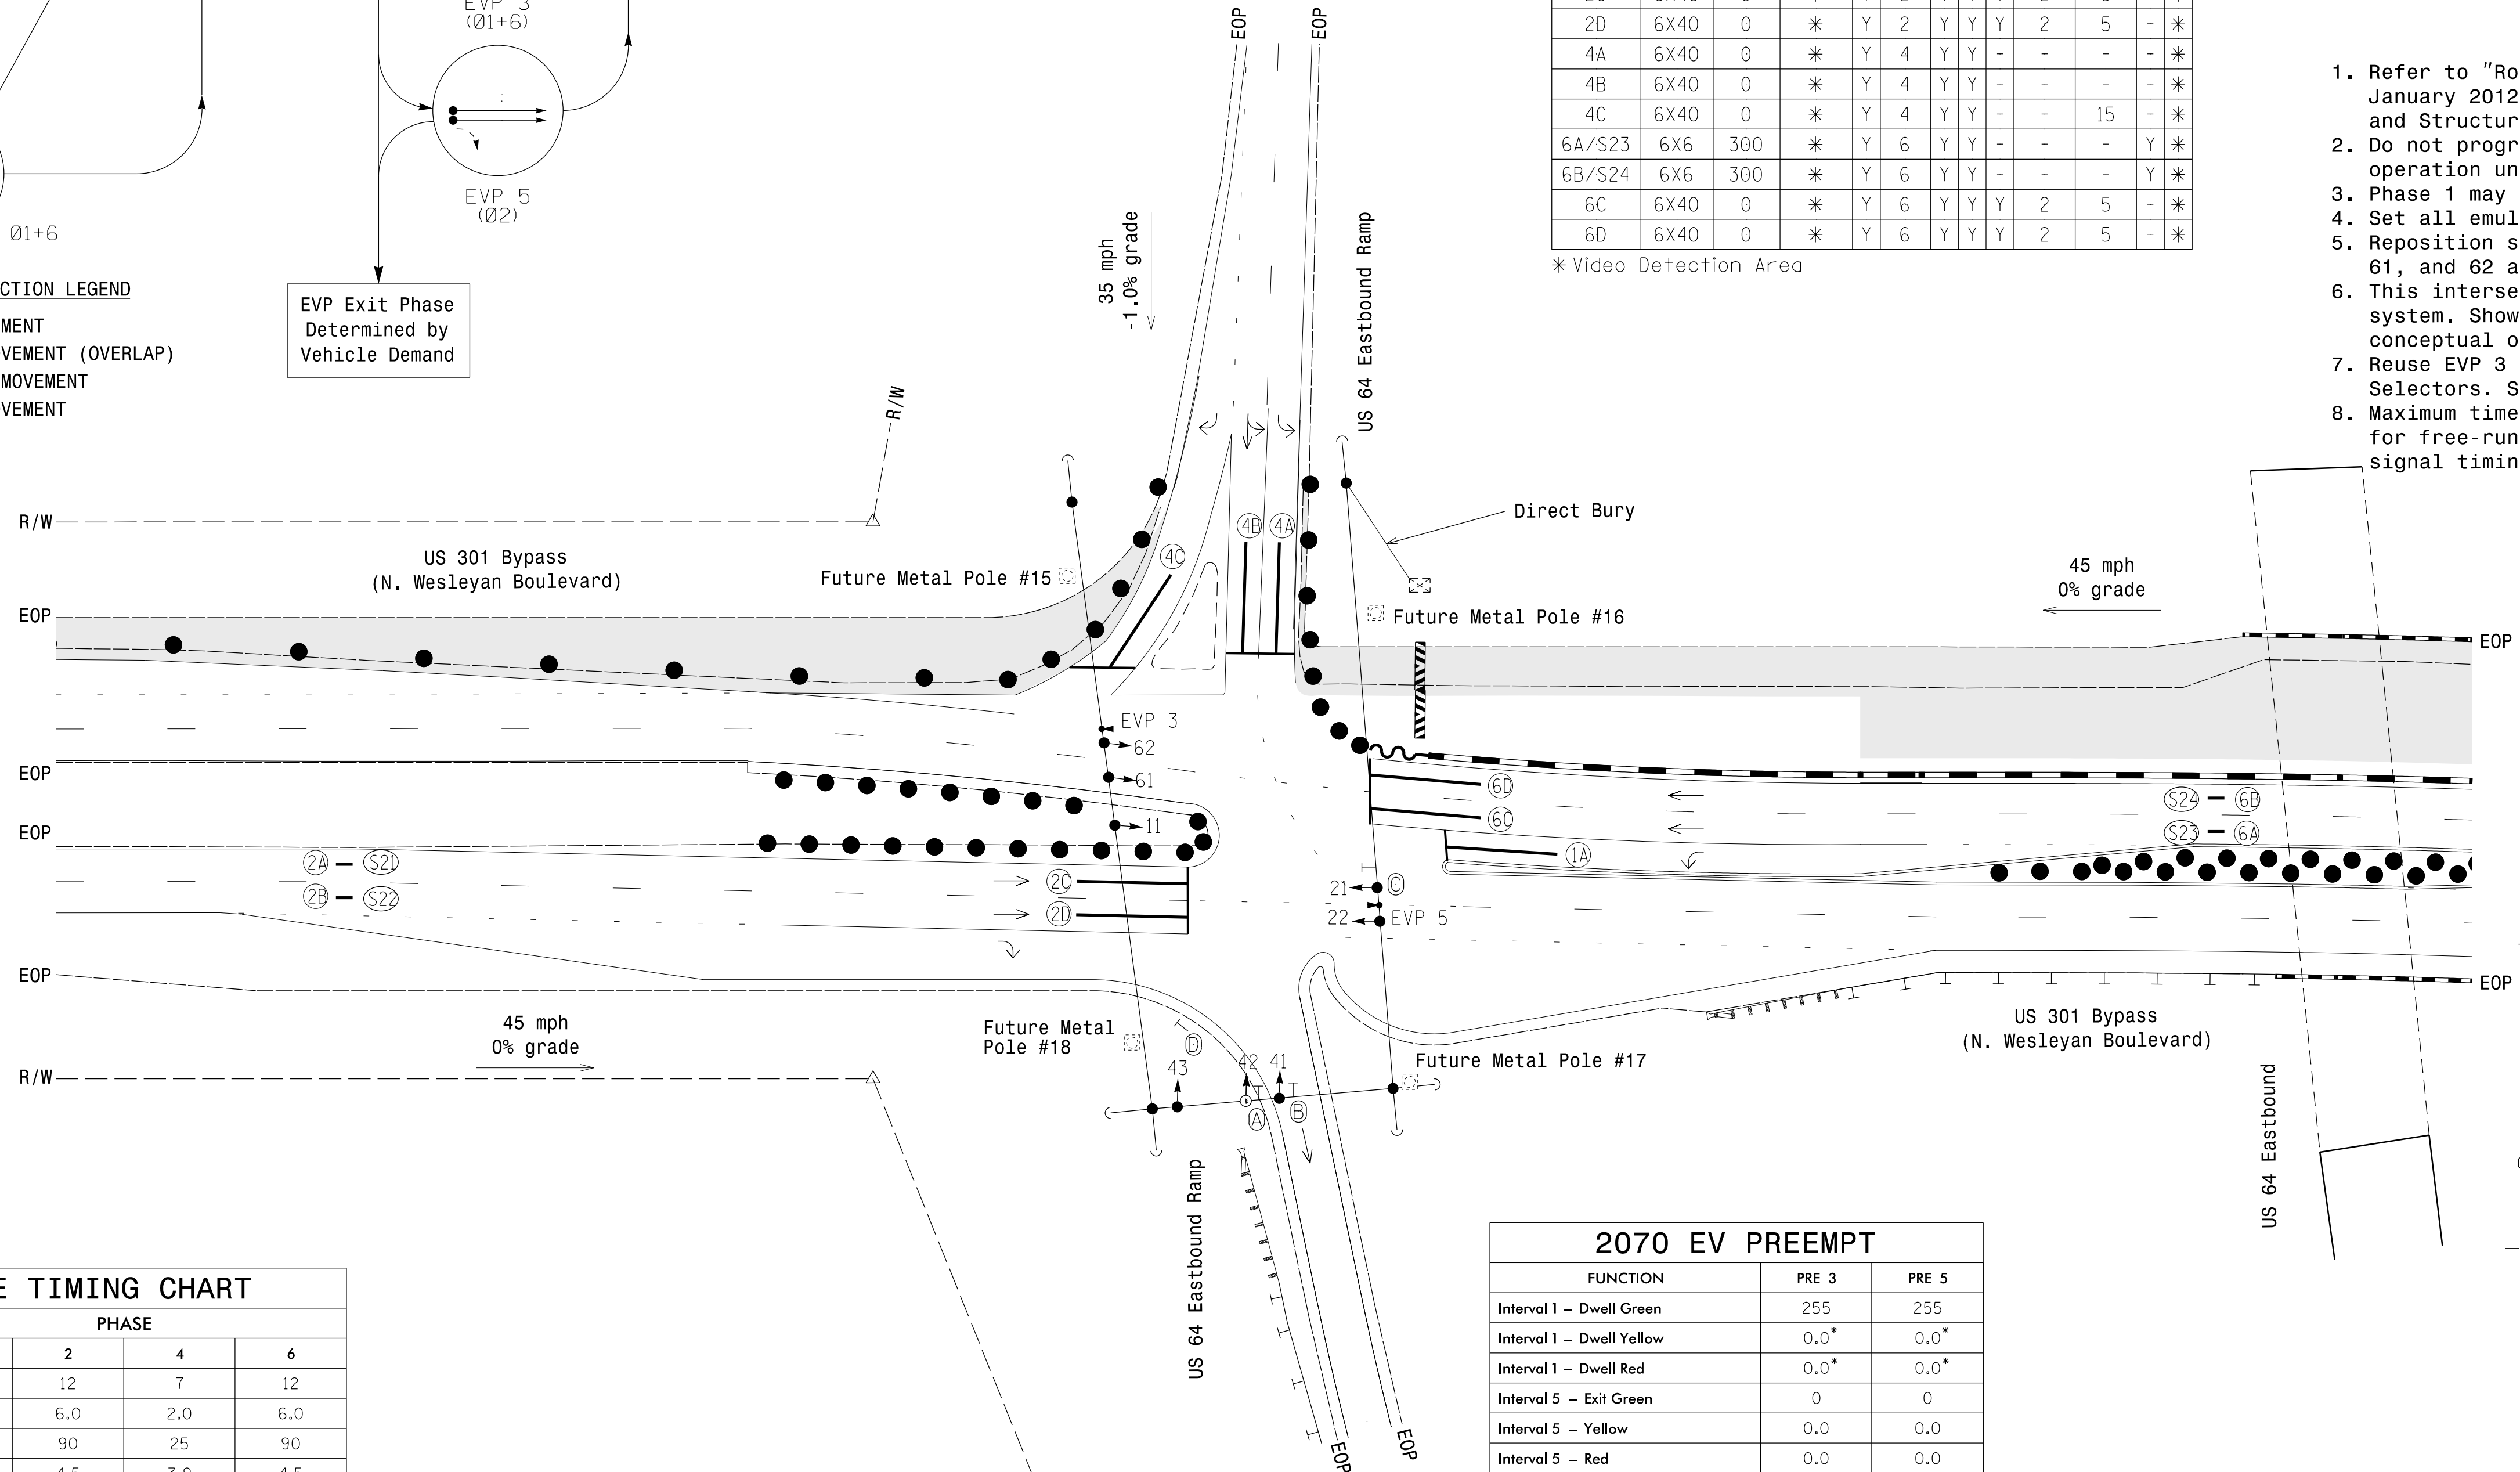 EVP 3
(Ø1+6)
EVP 5
(Ø2)
Ø1+6
CTION LEGEND
MENT
VEMENT (OVERLAP)
MOVEMENT
VEMENT
EVP Exit Phase
Determined by
Vehicle Demand
2D 6X40 0 * Y 2 Y Y Y 2 5 - *
4A 6X40 0 * Y 4 Y Y - - - - *
4B 6X40 0 * Y 4 Y Y - - - - *
4C 6X40 0 * Y 4 Y Y - - 15 - *
6A/S23 6X6 300 * Y 6 Y Y - - - Y *
6B/S24 6X6 300 * Y 6 Y Y - - - Y *
6C 6X40 0 * Y 6 Y Y Y 2 5 - *
6D 6X40 0 * Y 6 Y Y Y 2 5 - *
* Video Detection Area
1. Refer to "Ro
January 2012
and Structur
2. Do not progr
operation un
3. Phase 1 may
4. Set all emul
5. Reposition s
61, and 62 a
6. This interse
system. Show
conceptual o
7. Reuse EVP 3
Selectors. S
8. Maximum time
for free-run
signal timin
EOP
EOP
35 mph
-1.0% grade
US 64 Eastbound Ramp
R/W
R/W
US 301 Bypass
(N. Wesleyan Boulevard)
Future Metal Pole #15
4C
4B
4A
Direct Bury
Future Metal Pole #16
45 mph
0% grade
EOP
EOP
EVP 3
62
61
11
EOP
EOP
6D
6C
1A
S24 6B
S23 6A
2A S21
2B S22
2C
2D
21
C
22
EVP 5
EOP
EOP
45 mph
0% grade
R/W
Future Metal
Pole #18
D
43
42
41
A
B
Future Metal Pole #17
US 301 Bypass
(N. Wesleyan Boulevard)
US 64 Eastbound
US 64 Eastbound Ramp
EOP
EOP
E TIMING CHART
PHASE
2 4 6
12 7 12
6.0 2.0 6.0
90 25 90
4.5 3.0 4.5
2070 EV PREEMPT
FUNCTION PRE 3 PRE 5
Interval 1 – Dwell Green 255 255
Interval 1 – Dwell Yellow 0.0* 0.0*
Interval 1 – Dwell Red 0.0* 0.0*
Interval 5 – Exit Green 0 0
Interval 5 – Yellow 0.0 0.0
Interval 5 – Red 0.0 0.0